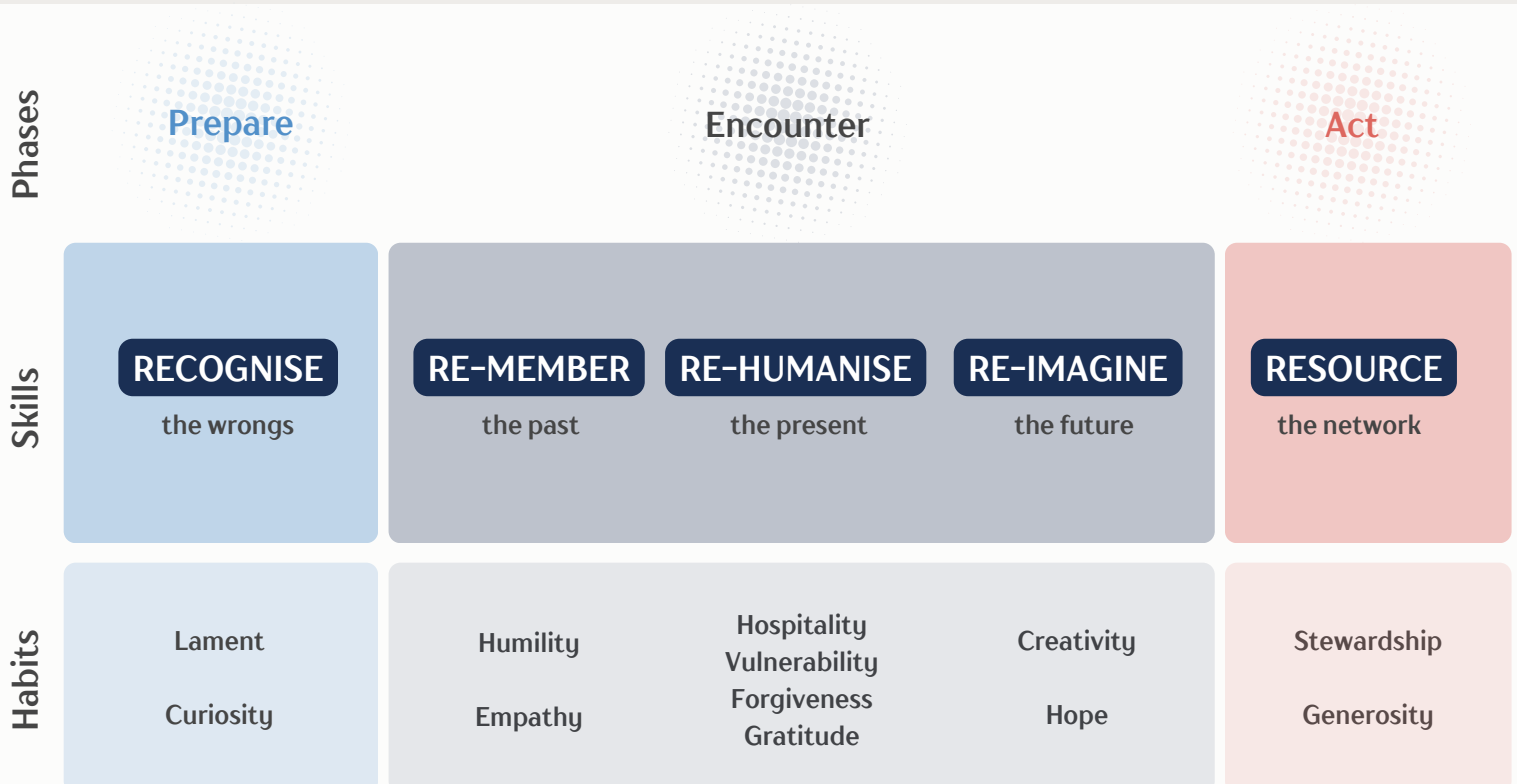 Phases
Prepare
Encounter
Act
Skills
RECOGNISE
the wrongs
RE-MEMBER
the past
RE-HUMANISE
the present
RE-IMAGINE
the future
RESOURCE
the network
Habits
Lament
Curiosity
Humility
Empathy
Hospitality
Vulnerability
Forgiveness
Gratitude
Creativity
Hope
Stewardship
Generosity